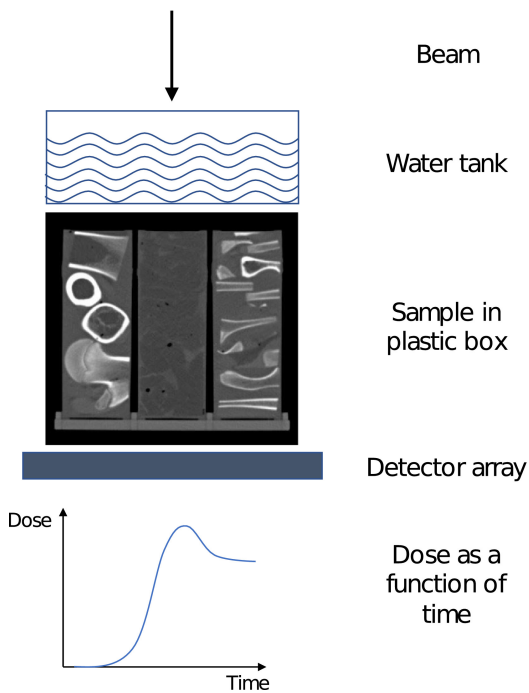 Beam
Water tank
Sample in
plastic box
Detector array
Dose
Dose as a
function of
time
Time